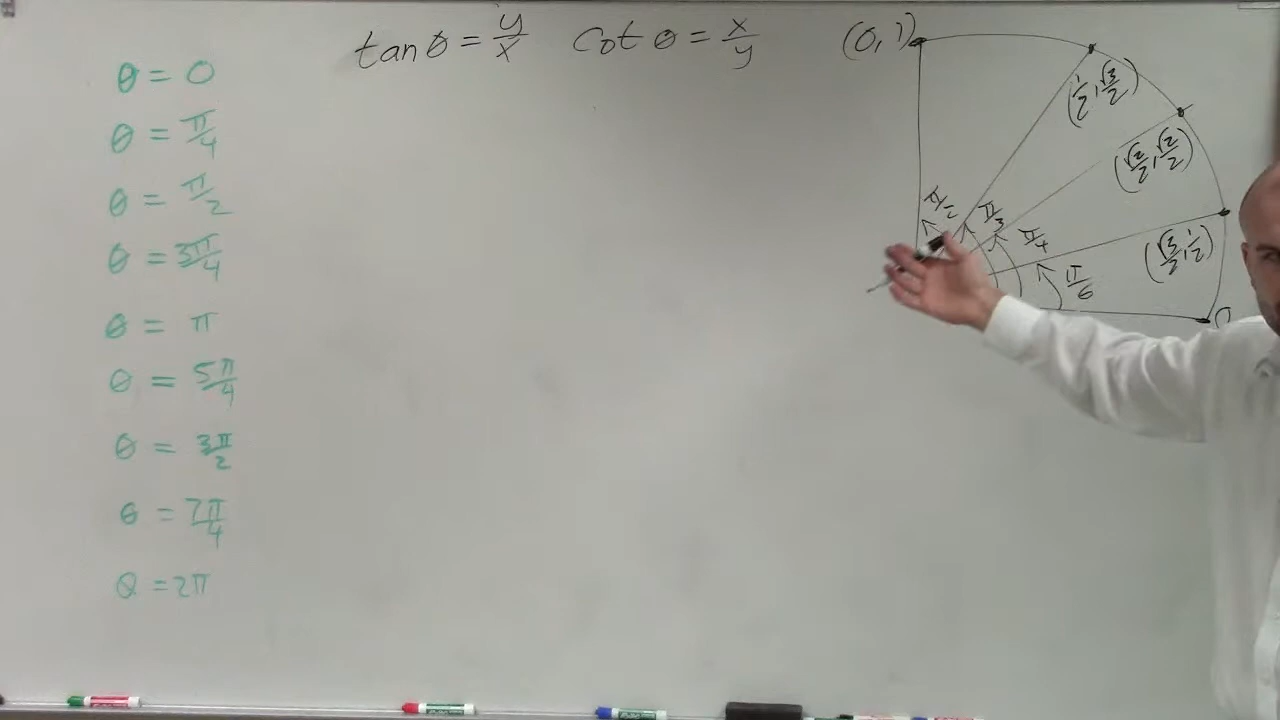 tan θ = y/x cot θ = x/y (0,1)
θ = 0
θ = π/4
θ = π/2
θ = 3π/4
θ = π
θ = 5π/4
θ = 3π/2
θ = 7π/4
θ = 2π
(1/2, √3/2)
(√2/2, √2/2)
(√3/2, 1/2)
π/2 π/3 π/4 π/6